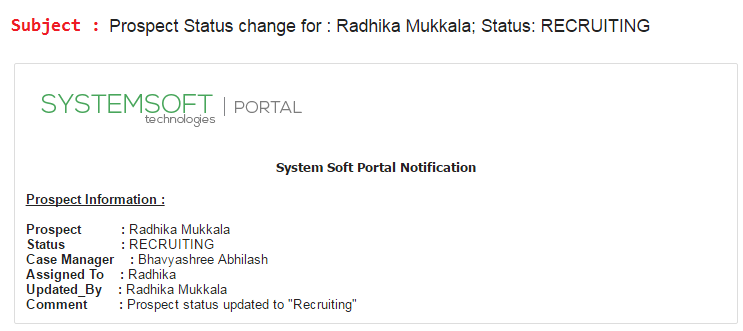 Subject : Prospect Status change for : Radhika Mukkala; Status: RECRUITING
SYSTEMSOFT | PORTAL
technologies
System Soft Portal Notification
Prospect Information :
Prospect : Radhika Mukkala
Status : RECRUITING
Case Manager : Bhavyashree Abhilash
Assigned To : Radhika
Updated_By : Radhika Mukkala
Comment : Prospect status updated to "Recruiting"